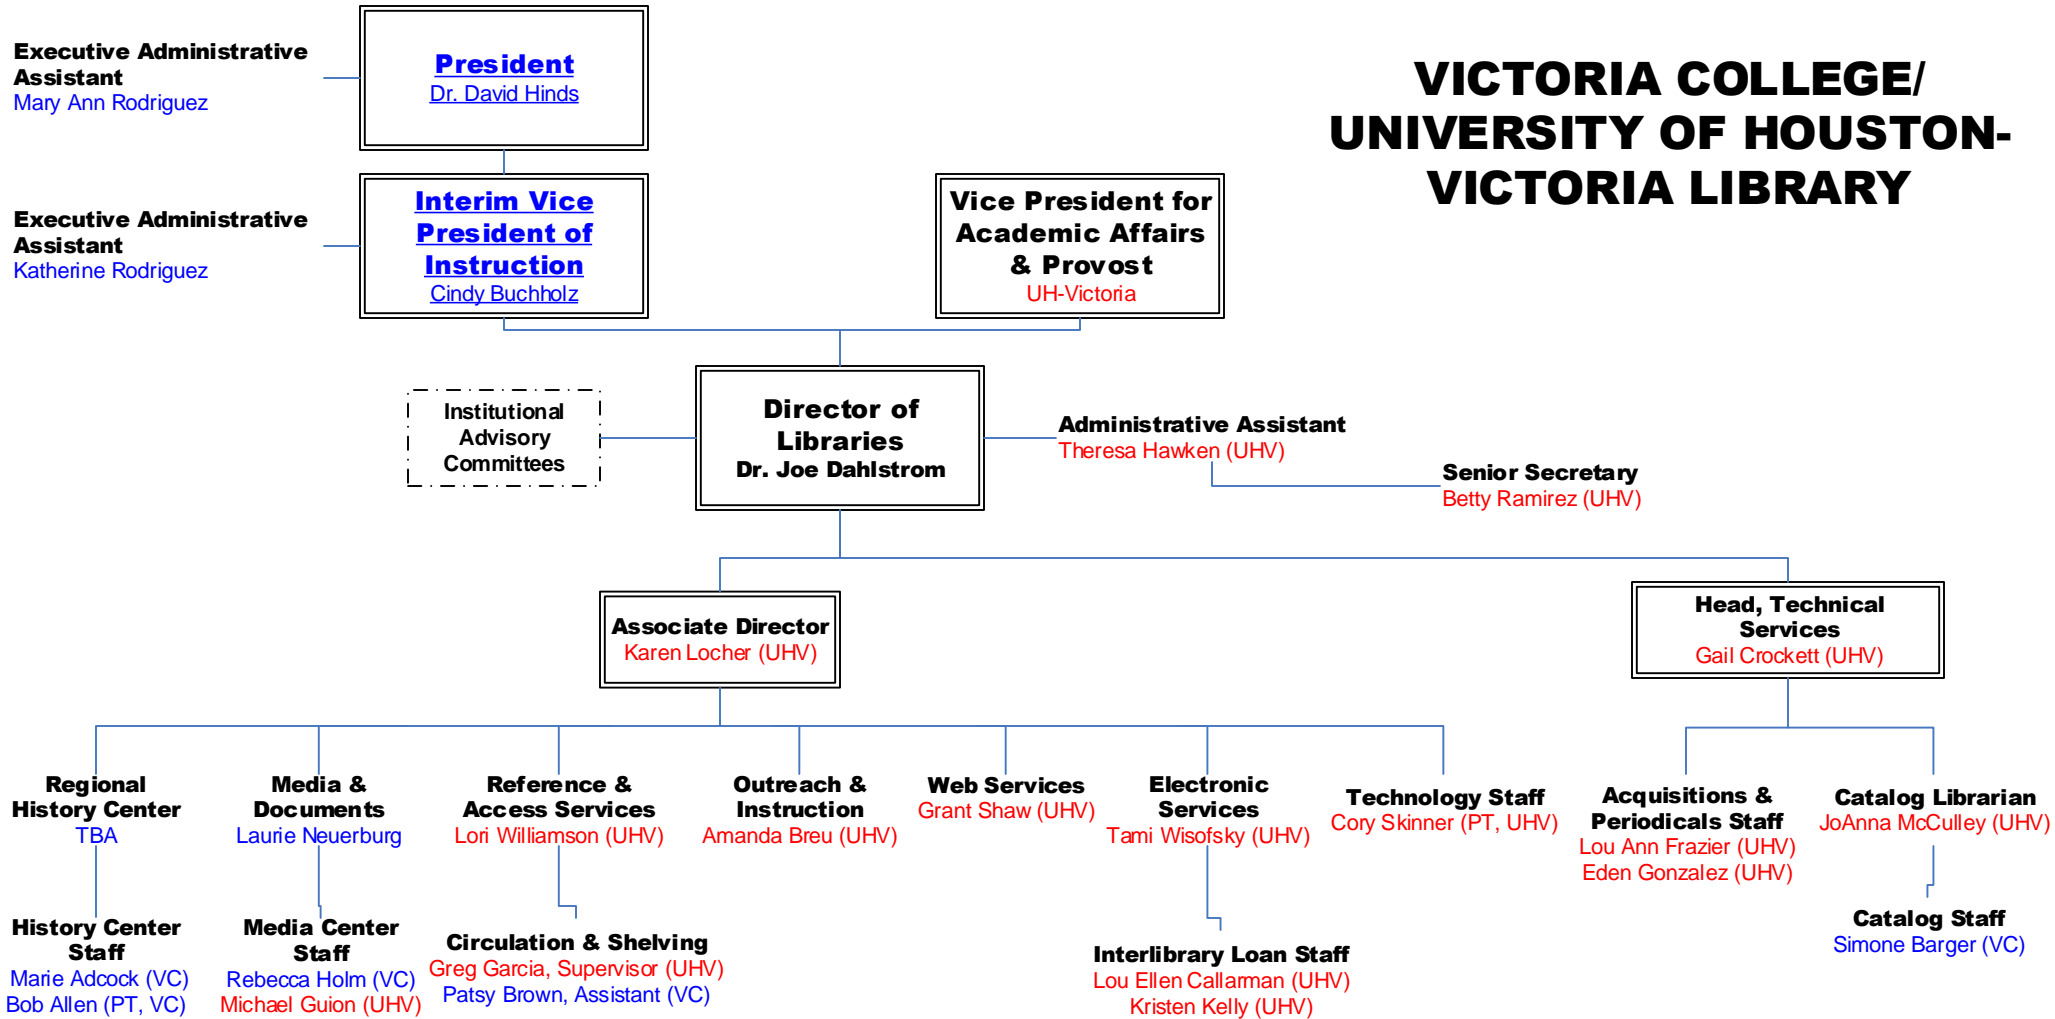 Executive Administrative
Assistant
Mary Ann Rodriguez
President
Dr. David Hinds
VICTORIA COLLEGE/
UNIVERSITY OF HOUSTON-
VICTORIA LIBRARY
Executive Administrative
Assistant
Katherine Rodriguez
Interim Vice
President of
Instruction
Cindy Buchholz
Vice President for
Academic Affairs
& Provost
UH-Victoria
Institutional
Advisory
Committees
Director of
Libraries
Dr. Joe Dahlstrom
Administrative Assistant
Theresa Hawken (UHV)
Senior Secretary
Betty Ramirez (UHV)
Associate Director
Karen Locher (UHV)
Head, Technical
Services
Gail Crockett (UHV)
Regional
History Center
TBA
Media &
Documents
Laurie Neuerburg
Reference &
Access Services
Lori Williamson (UHV)
Outreach &
Instruction
Amanda Breu (UHV)
Web Services
Grant Shaw (UHV)
Electronic
Services
Tami Wisofsky (UHV)
Technology Staff
Cory Skinner (PT, UHV)
Acquisitions &
Periodicals Staff
Lou Ann Frazier (UHV)
Eden Gonzalez (UHV)
Catalog Librarian
JoAnna McCulley (UHV)
History Center
Staff
Marie Adcock (VC)
Bob Allen (PT, VC)
Media Center
Staff
Rebecca Holm (VC)
Michael Guion (UHV)
Circulation & Shelving
Greg Garcia, Supervisor (UHV)
Patsy Brown, Assistant (VC)
Interlibrary Loan Staff
Lou Ellen Callarman (UHV)
Kristen Kelly (UHV)
Catalog Staff
Simone Barger (VC)